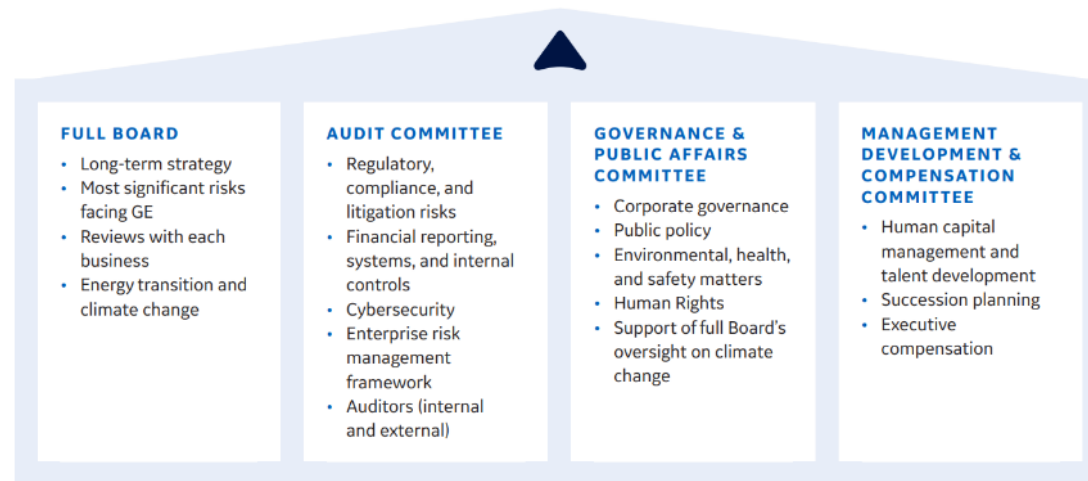 FULL BOARD
• Long-term strategy
• Most significant risks
facing GE
• Reviews with each
business
• Energy transition and
climate change
AUDIT COMMITTEE
• Regulatory,
compliance, and
litigation risks
• Financial reporting,
systems, and internal
controls
• Cybersecurity
• Enterprise risk
management
framework
• Auditors (internal
and external)
GOVERNANCE &
PUBLIC AFFAIRS
COMMITTEE
• Corporate governance
• Public policy
• Environmental, health,
and safety matters
• Human Rights
• Support of full Board’s
oversight on climate
change
MANAGEMENT
DEVELOPMENT &
COMPENSATION
COMMITTEE
• Human capital
management and
talent development
• Succession planning
• Executive
compensation